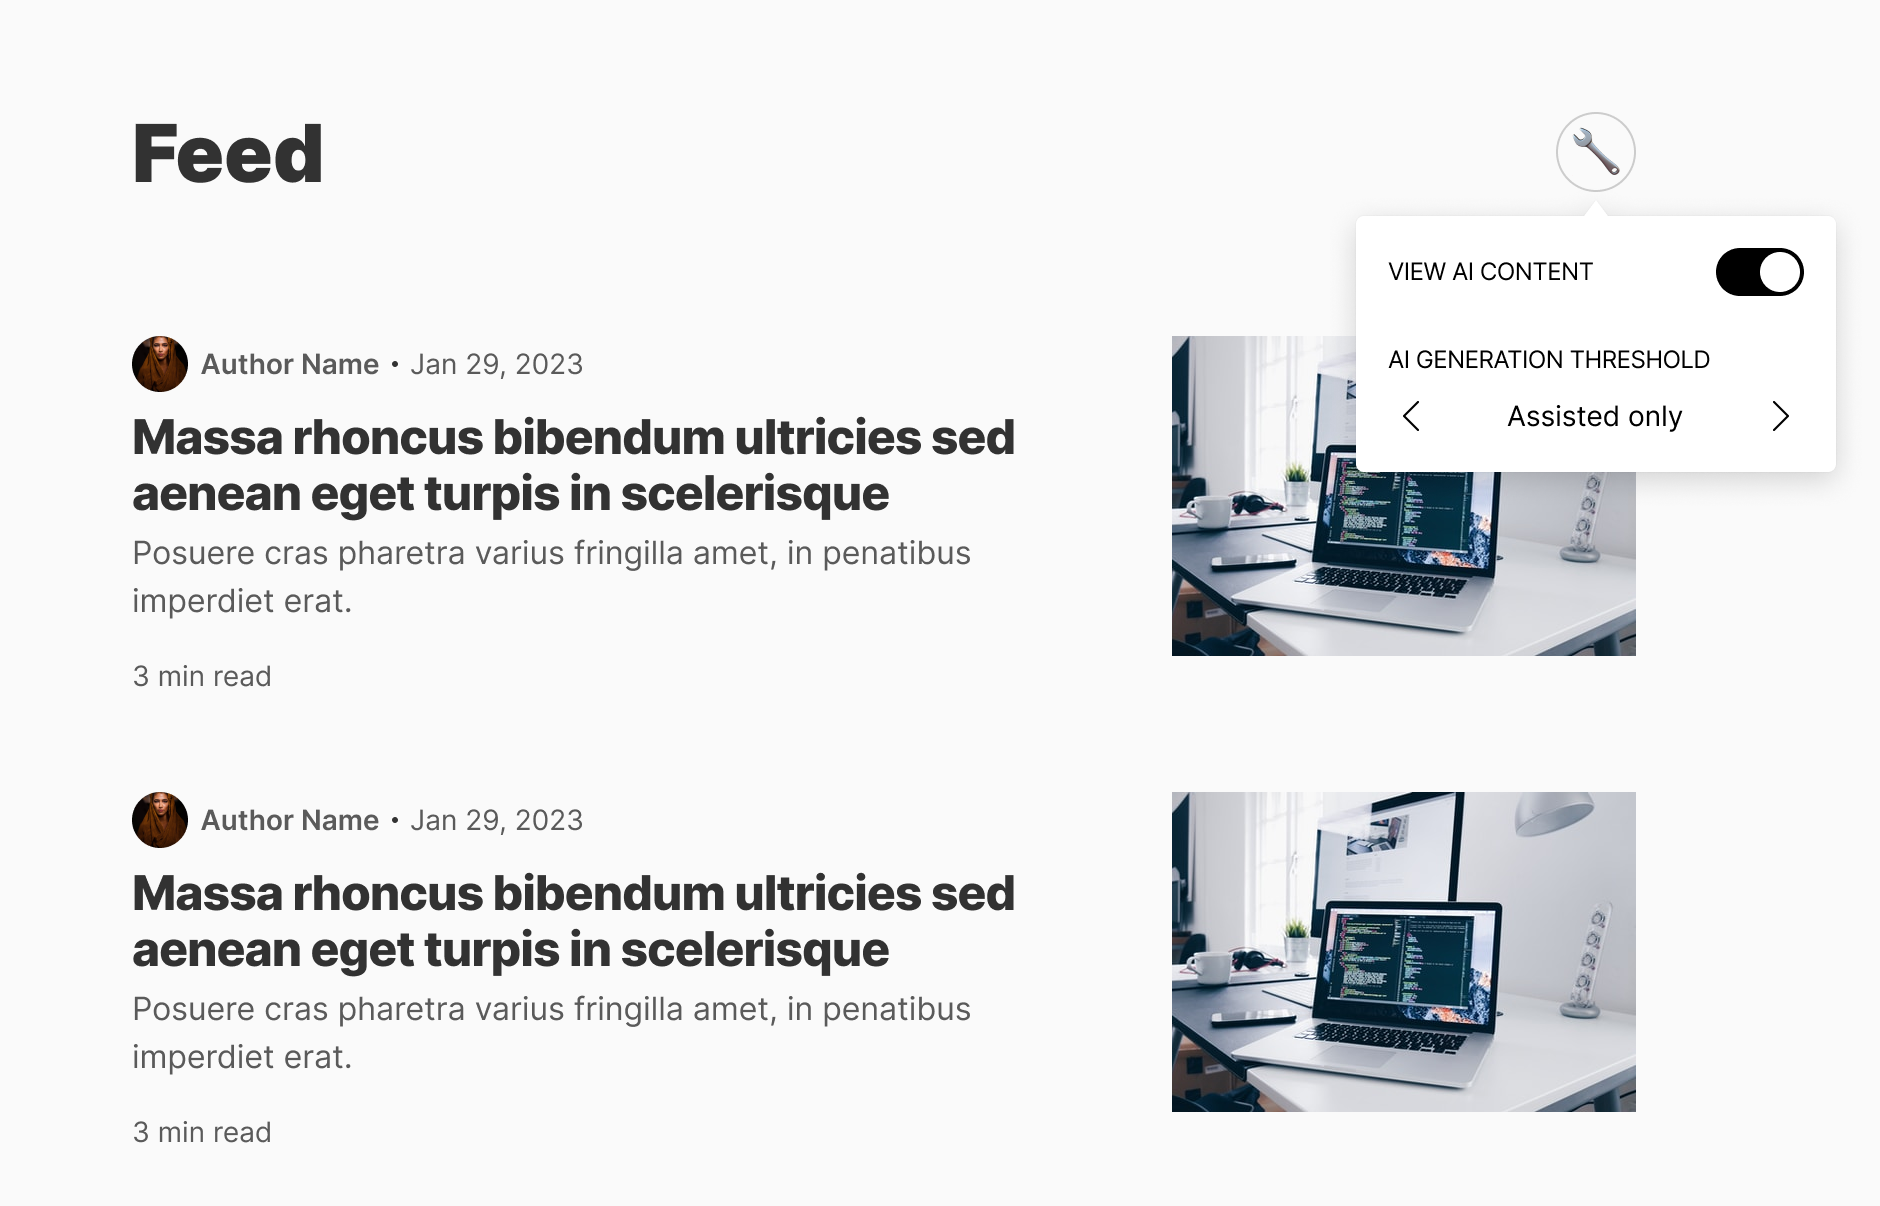 Feed
VIEW AI CONTENT
AI GENERATION THRESHOLD
Assisted only
Author Name • Jan 29, 2023
Massa rhoncus bibendum ultricies sed
aenean eget turpis in scelerisque
Posuere cras pharetra varius fringilla amet, in penatibus
imperdiet erat.
3 min read
Author Name • Jan 29, 2023
Massa rhoncus bibendum ultricies sed
aenean eget turpis in scelerisque
Posuere cras pharetra varius fringilla amet, in penatibus
imperdiet erat.
3 min read